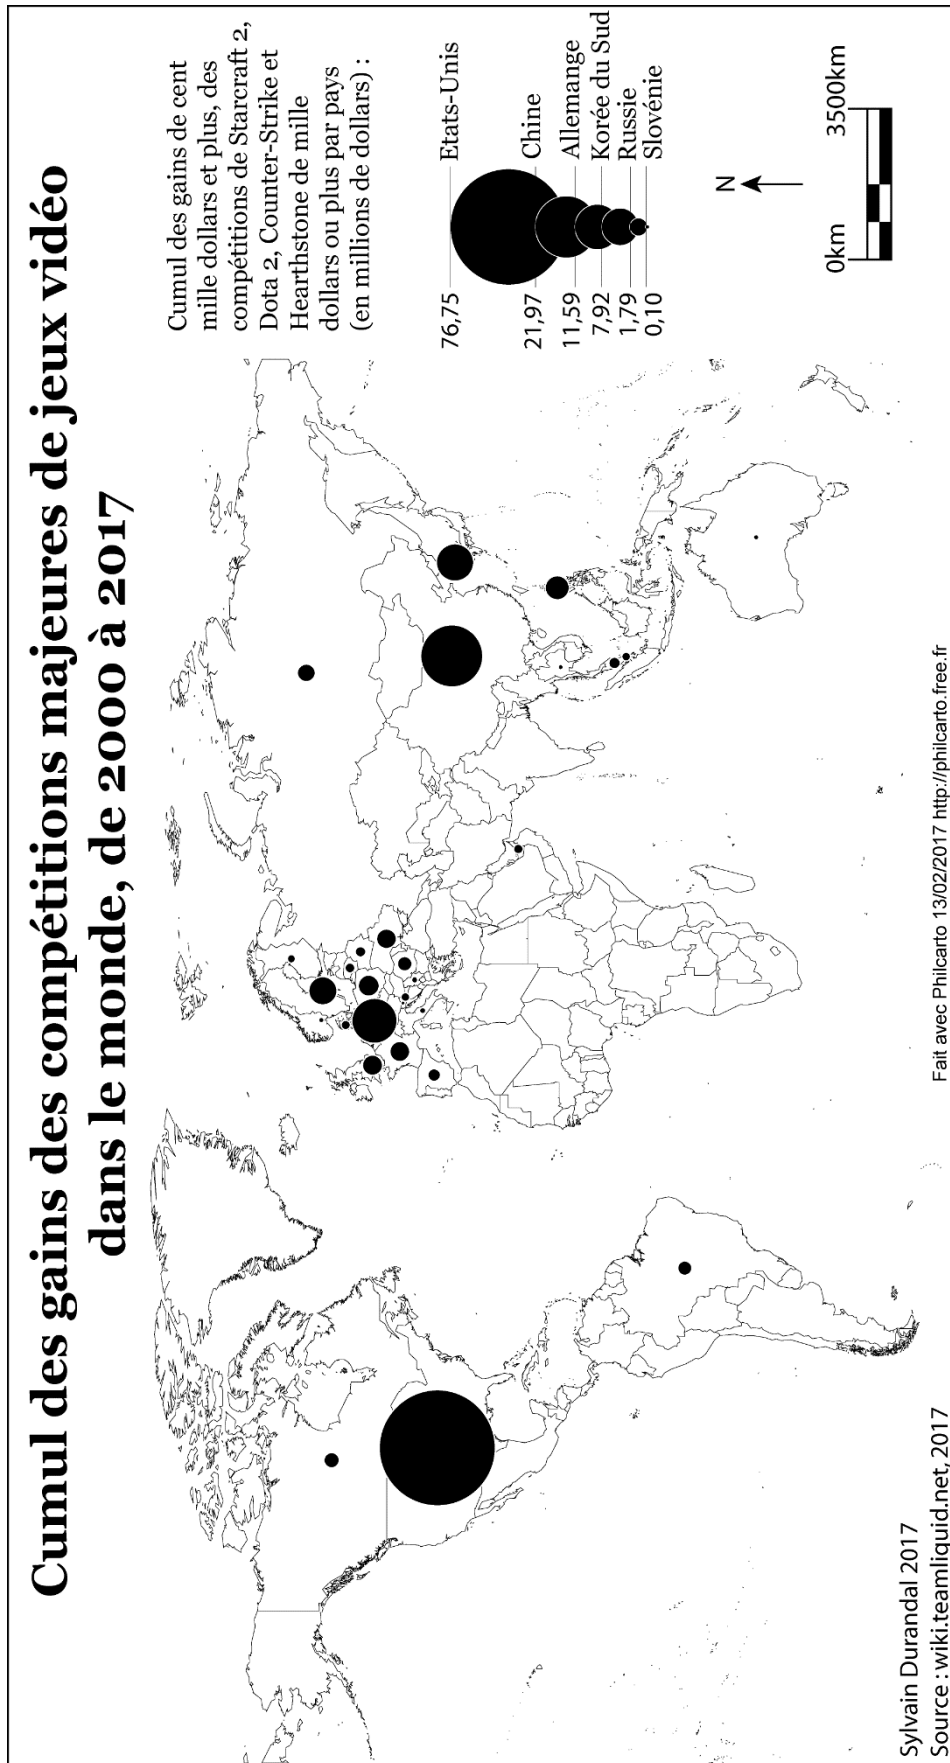 Cumul des gains des compétitions majeures de jeux vidéo
dans le monde, de 2000 à 2017
Cumul des gains de cent
mille dollars et plus, des
compétitions de Starcraft 2,
Dota 2, Counter-Strike et
Hearthstone de mille
dollars ou plus par pays
(en millions de dollars) :
76,75 Etats-Unis
21,97 Chine
11,59 Allemange
7,92 Korée du Sud
1,79 Russie
0,10 Slovénie
N
0km 3500km
Sylvain Durandal 2017
Source : wiki.teamliquid.net, 2017
Fait avec Philcarto 13/02/2017 http://philcarto.free.fr